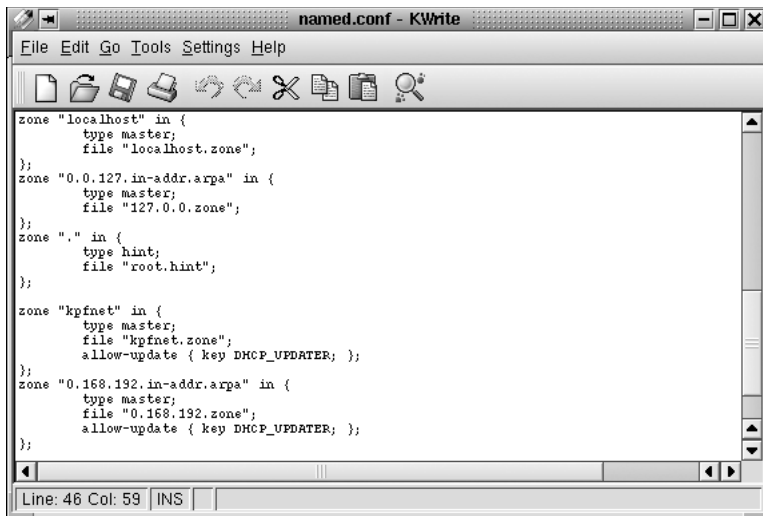 named.conf - KWrite
File Edit Go Tools Settings Help
zone "localhost" in {
        type master;
        file "localhost.zone";
};
zone "0.0.127.in-addr.arpa" in {
        type master;
        file "127.0.0.zone";
};
zone "." in {
        type hint;
        file "root.hint";
};

zone "kpfnet" in {
        type master;
        file "kpfnet.zone";
        allow-update { key DHCP_UPDATER; };
};
zone "0.168.192.in-addr.arpa" in {
        type master;
        file "0.168.192.zone";
        allow-update { key DHCP_UPDATER; };
};
Line: 46 Col: 59 INS